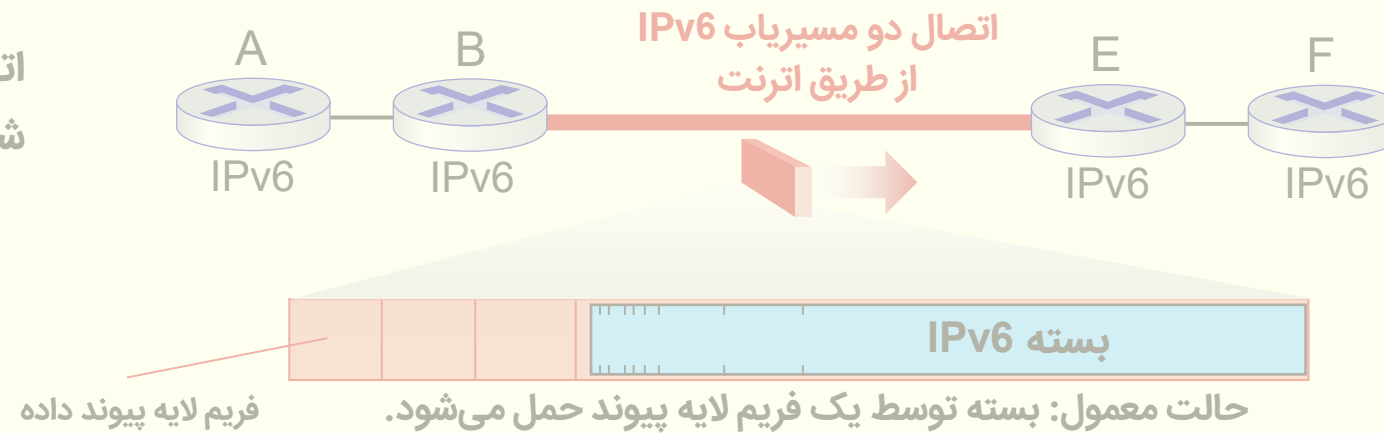 A
B
E
F
اتصال دو مسیریاب IPv6
از طریق اترنت
IPv6
IPv6
IPv6
IPv6
بسته IPv6
حالت معمول: بسته توسط یک فریم لایه پیوند حمل می‌شود.
فریم لایه پیوند داده